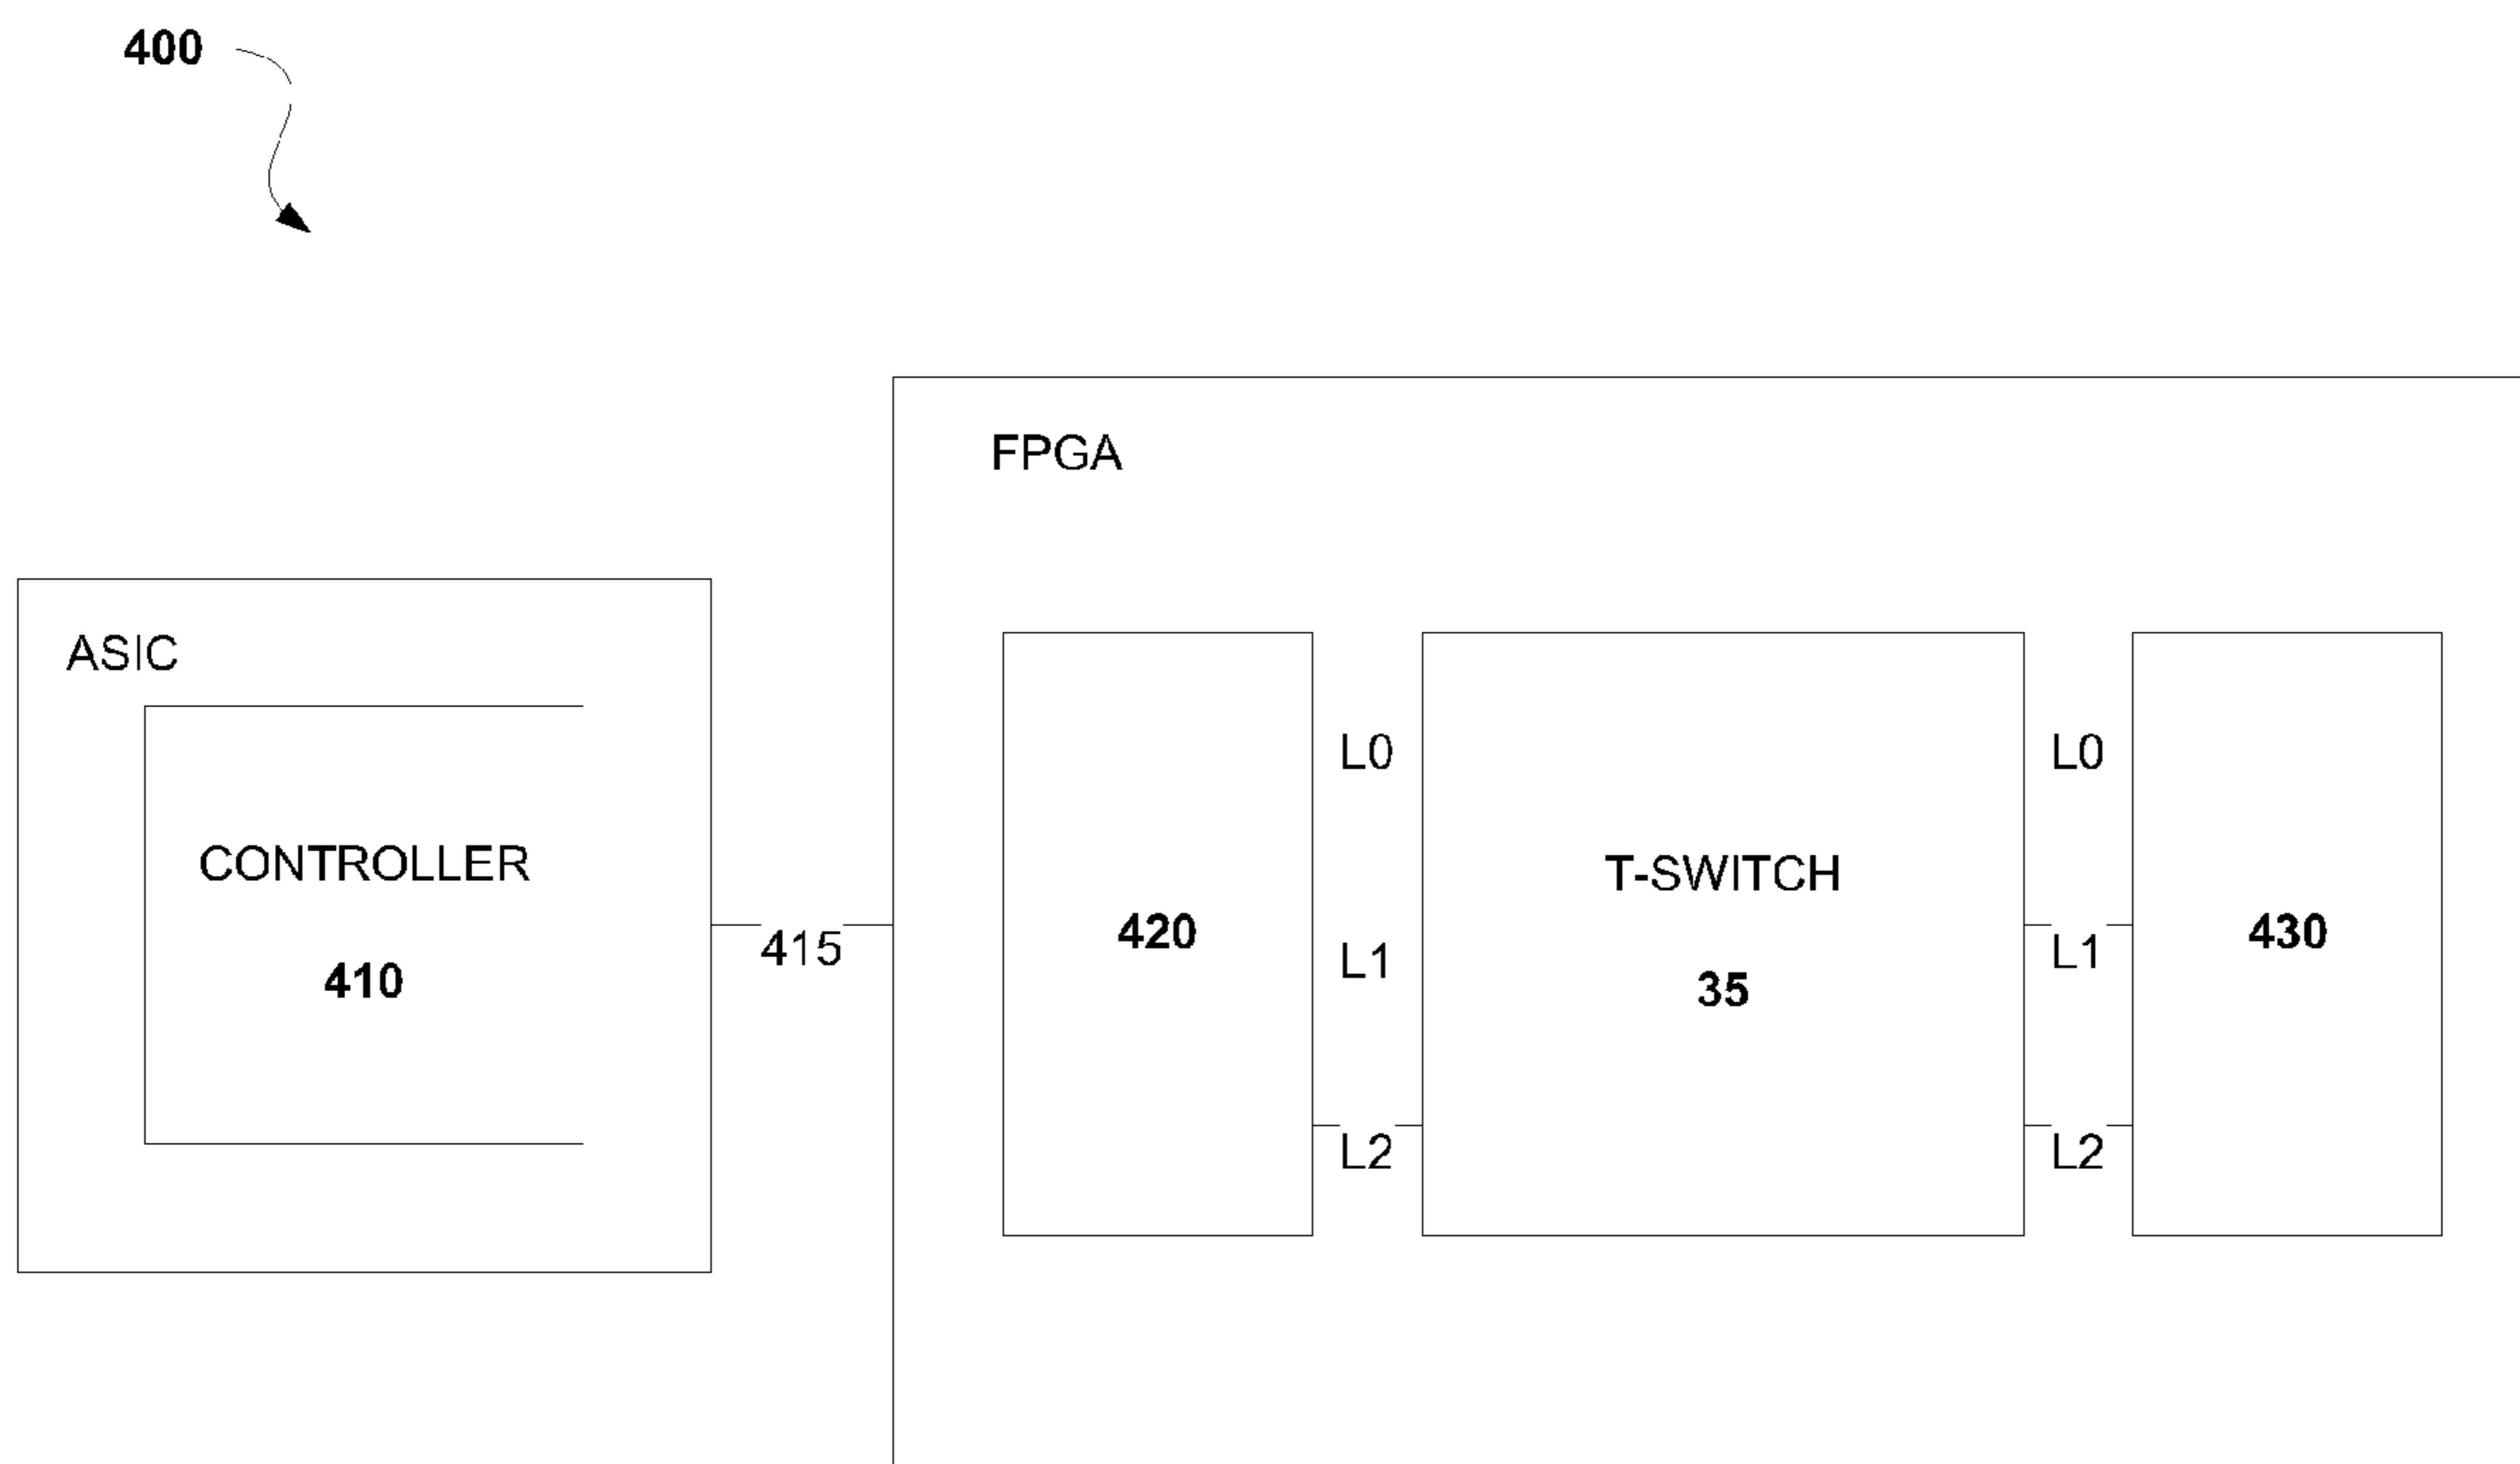 400
FPGA
ASIC
CONTROLLER
410
415
420
L0
L1
L2
T-SWITCH
35
L0
L1
L2
430